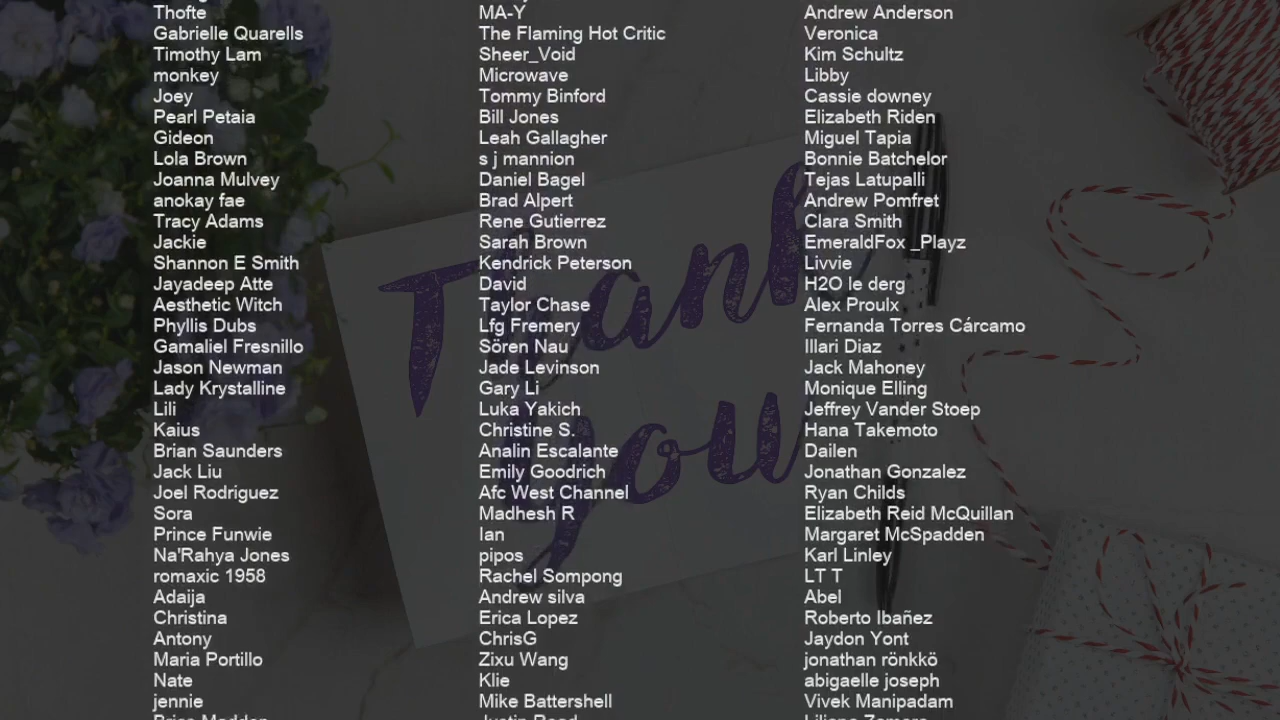 Thofte
Gabrielle Quarells
Timothy Lam
monkey
Joey
Pearl Petaia
Gideon
Lola Brown
Joanna Mulvey
anokay fae
Tracy Adams
Jackie
Shannon E Smith
Jayadeep Atte
Aesthetic Witch
Phyllis Dubs
Gamaliel Fresnillo
Jason Newman
Lady Krystalline
Lili
Kaius
Brian Saunders
Jack Liu
Joel Rodriguez
Sora
Prince Funwie
Na'Rahya Jones
romaxic 1958
Adaija
Christina
Antony
Maria Portillo
Nate
jennie
MA-Y
The Flaming Hot Critic
Sheer_Void
Microwave
Tommy Binford
Bill Jones
Leah Gallagher
s j mannion
Daniel Bagel
Brad Alpert
Rene Gutierrez
Sarah Brown
Kendrick Peterson
David
Taylor Chase
Lfg Fremery
Sören Nau
Jade Levinson
Gary Li
Luka Yakich
Christine S.
Analin Escalante
Emily Goodrich
Afc West Channel
Madhesh R
Ian
pipos
Rachel Sompong
Andrew silva
Erica Lopez
ChrisG
Zixu Wang
Klie
Mike Battershell
Andrew Anderson
Veronica
Kim Schultz
Libby
Cassie downey
Elizabeth Riden
Miguel Tapia
Bonnie Batchelor
Tejas Latupalli
Andrew Pomfret
Clara Smith
EmeraldFox _Playz
Livvie
H2O le derg
Alex Proulx
Fernanda Torres Cárcamo
Illari Diaz
Jack Mahoney
Monique Elling
Jeffrey Vander Stoep
Hana Takemoto
Dailen
Jonathan Gonzalez
Ryan Childs
Elizabeth Reid McQuillan
Margaret McSpadden
Karl Linley
LT T
Abel
Roberto Ibañez
Jaydon Yont
jonathan rönkkö
abigaelle joseph
Vivek Manipadam
Thank
you